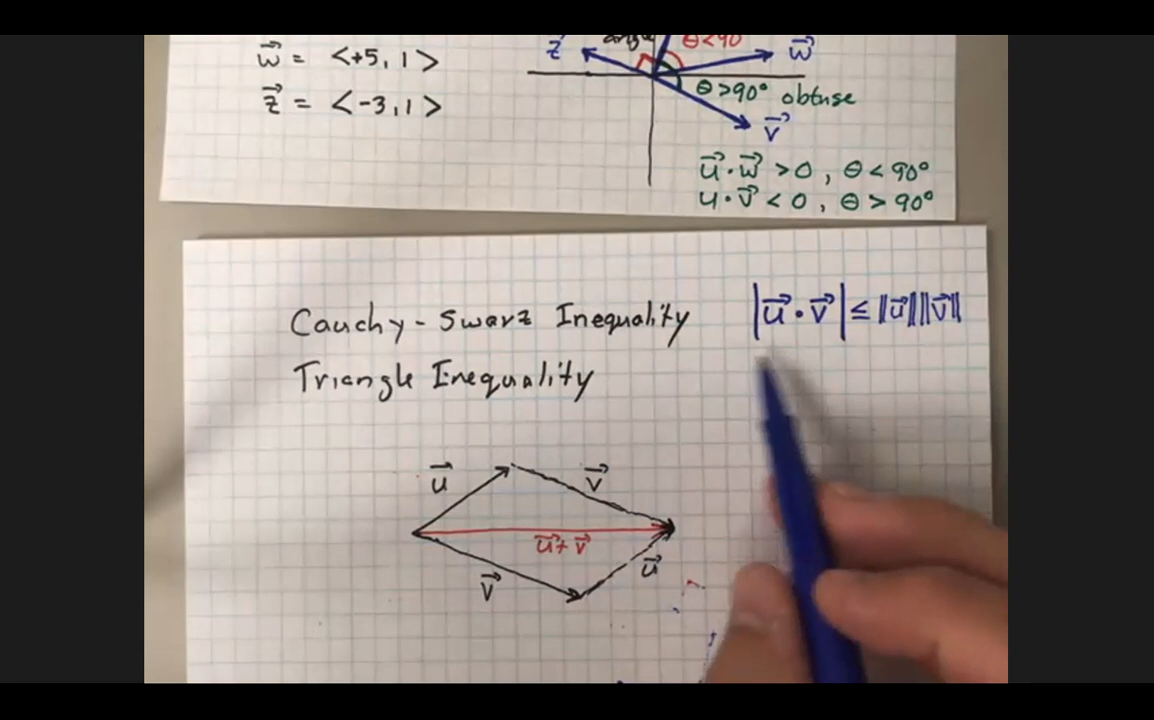 w⃗ = <+5, 1>
z⃗ = <-3, 1>
z⃗
θ<90
w⃗
θ>90° obtuse
v⃗
u⃗ · w⃗ >0, θ < 90°
u · v⃗ < 0, θ > 90°
Cauchy-Swarz Inequality |u⃗ · v⃗| ≤ ‖u⃗‖‖v⃗‖
Triangle Inequality
u⃗ v⃗
u⃗+ v⃗
v⃗ u⃗